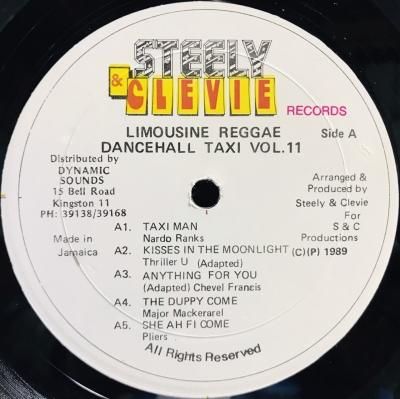 STEELY
& CLEVIE
RECORDS
LIMOUSINE REGGAE
DANCEHALL TAXI VOL.11
Side A
Distributed by
DYNAMIC
SOUNDS
15 Bell Road
Kingston 11
PH: 39138/39168
Made in
Jamaica
Arranged &
Produced by
Steely & Clevie
For
S & C
Productions
(C)(P) 1989
A1. TAXI MAN
Nardo Ranks
A2. KISSES IN THE MOONLIGHT
Thriller U (Adapted)
A3. ANYTHING FOR YOU
(Adapted) Chevel Francis
A4. THE DUPPY COME
Major Mackerarel
A5. SHE AH FI COME
Pliers
All Rights Reserved